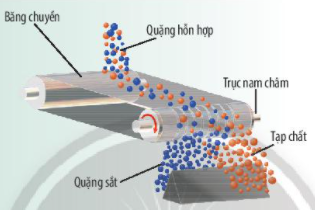 Băng chuyền
Quặng hỗn hợp
Trục nam châm
Tạp chất
Quặng sắt